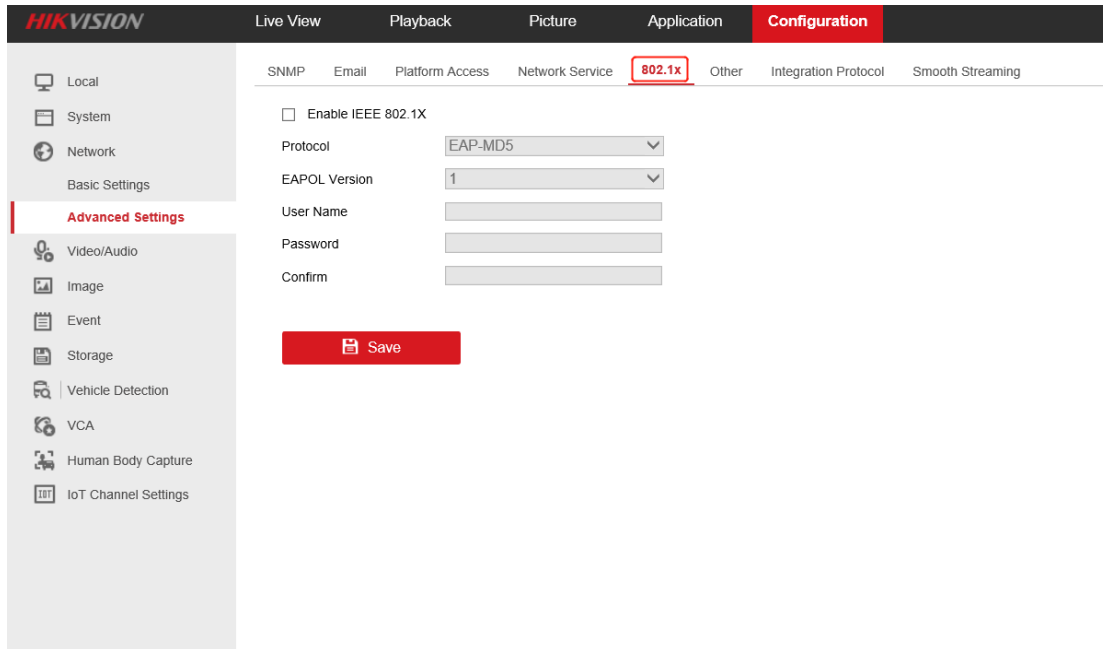 HIKVISION Live View Playback Picture Application Configuration
SNMP Email Platform Access Network Service 802.1x Other Integration Protocol Smooth Streaming
Local
System
Network
Basic Settings
Advanced Settings
Video/Audio
Image
Event
Storage
Vehicle Detection
VCA
Human Body Capture
IOT IoT Channel Settings
Enable IEEE 802.1X
Protocol EAP-MD5
EAPOL Version 1
User Name
Password
Confirm
Save